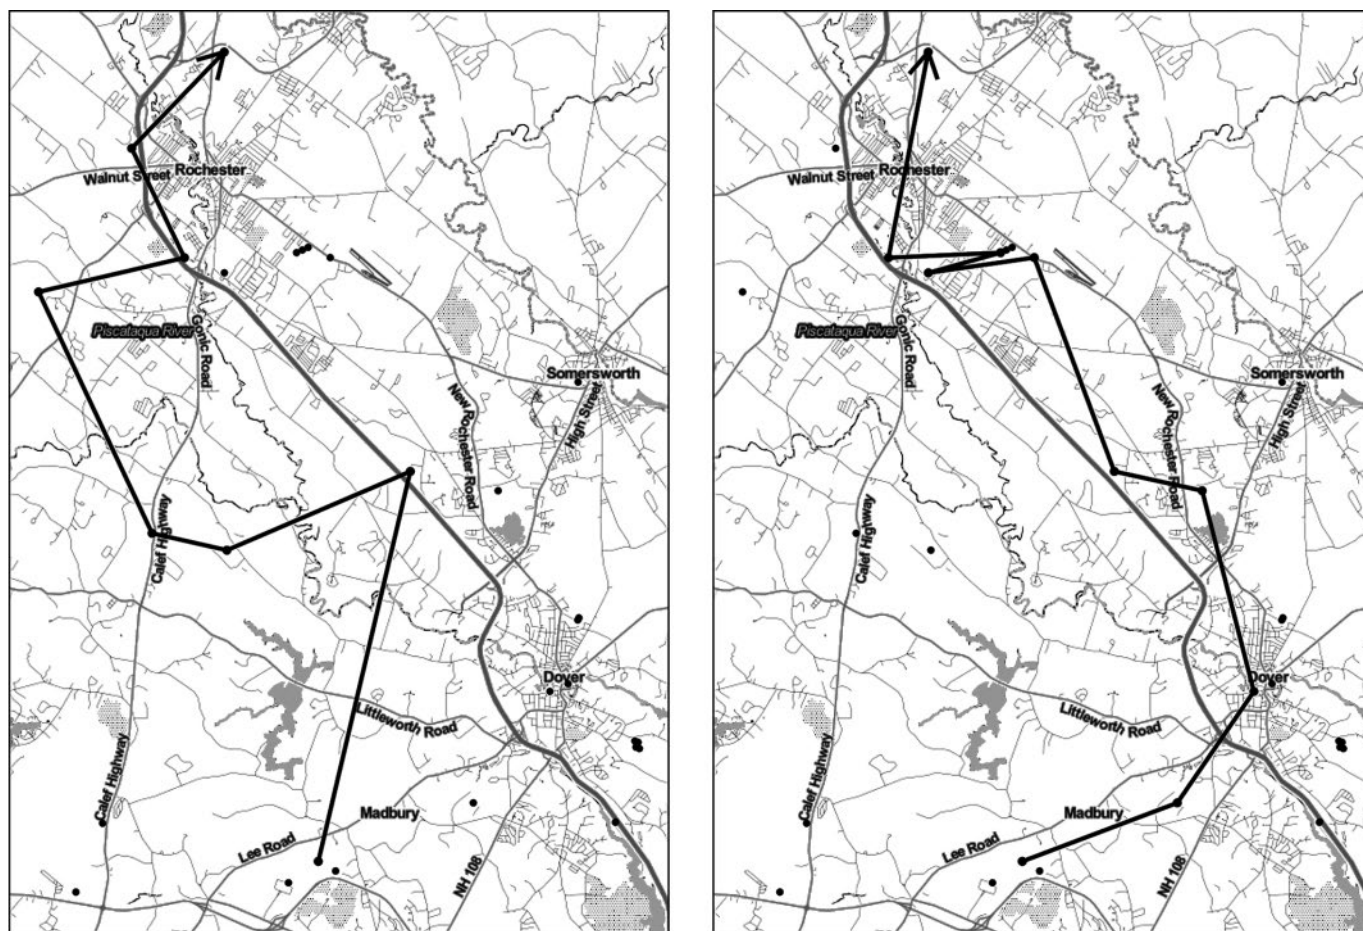 Rochester
Walnut Street
Piscataqua River
Gonic Road
Somersworth
High Street
New Rochester Road
Calef Highway
Dover
Littleworth Road
Calef Highway
Madbury
Lee Road
NH 108
Rochester
Walnut Street
Piscataqua River
Gonic Road
Somersworth
High Street
New Rochester Road
Calef Highway
Dover
Littleworth Road
Calef Highway
Madbury
Lee Road
NH 108